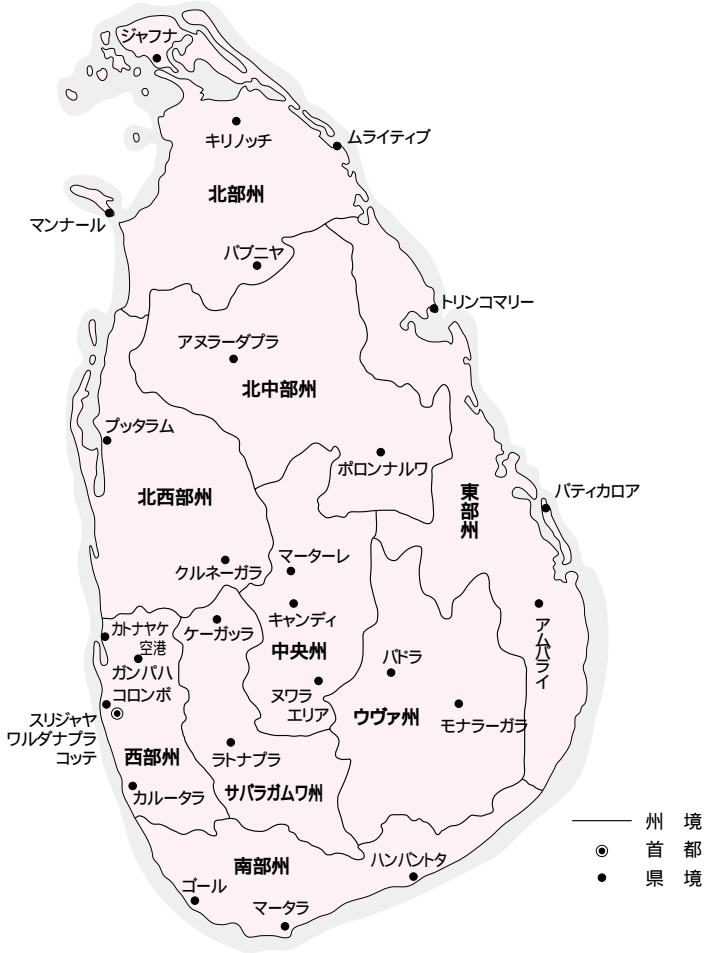 ジャフナ
キリノッチ
ムライティブ
北部州
マンナール
バブニヤ
トリンコマリー
アヌラーダプラ
北中部州
プッタラム
ポロンナルワ
北西部州
東部州
バティカロア
クルネーガラ
マーターレ
キャンディ
カトナヤケ
空港
ケーガッラ
アムパライ
中央州
ガンパハ
バドラ
コロンボ
ヌワラ
エリア
ウヴァ州
モナラーガラ
スリジャヤ
ワルダナプラ
コッテ
西部州
ラトナプラ
カルータラ
サバラガムワ州
州 境
首 都
県 境
南部州
ハンバントタ
ゴール
マータラ